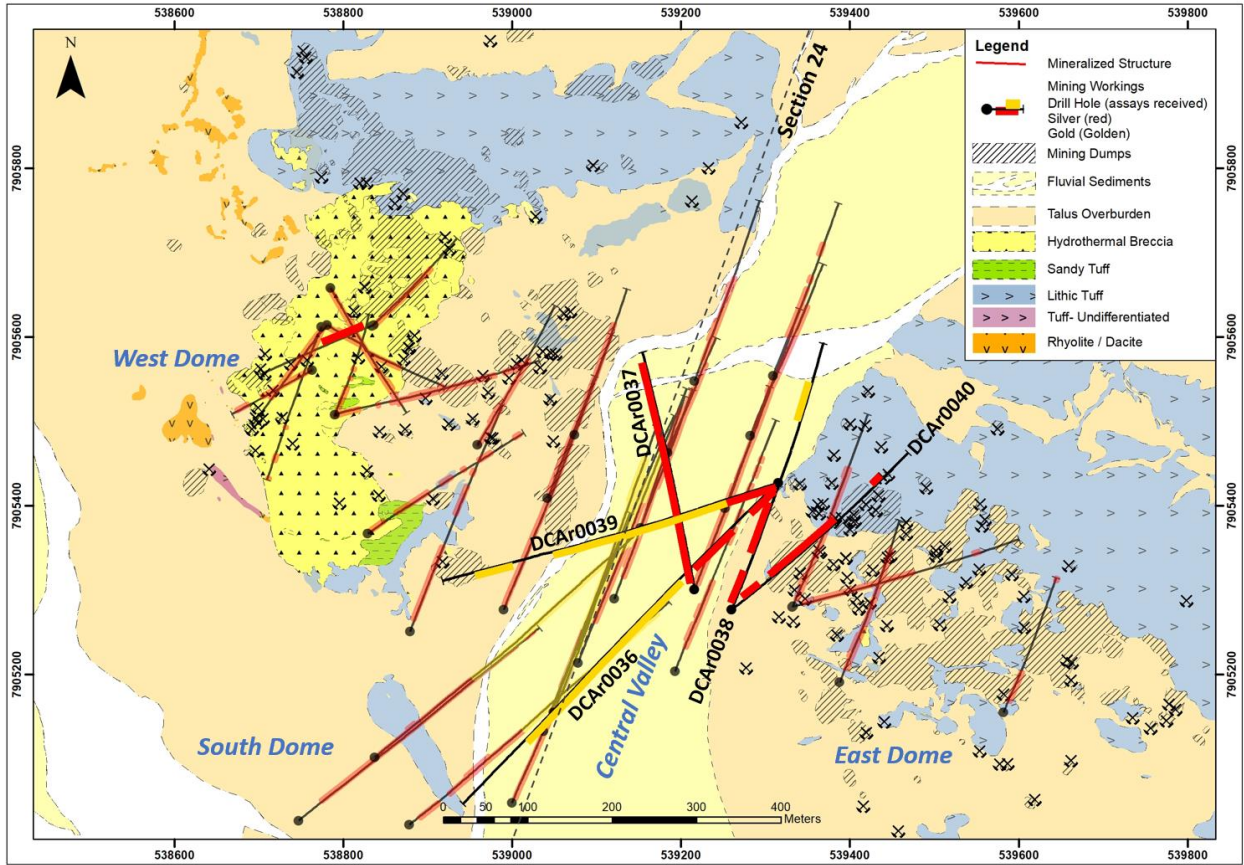 538600 538800 539000 539200 539400 539600 539800
N
Legend
Mineralized Structure
Mining Workings
Drill Hole (assays received)
Silver (red)
Gold (Golden)
Mining Dumps
Fluvial Sediments
Talus Overburden
Hydrothermal Breccia
Sandy Tuff
Lithic Tuff
Tuff- Undifferentiated
Rhyolite / Dacite
Section 24
7905800 7905800
7905600 7905600
West Dome
DCAr0037
DCAr0040
7905400 7905400
DCAr0039
DCAr0036
DCAr0038
7905200 7905200
Central Valley
South Dome
East Dome
0 50 100 200 300 400
Meters
538600 538800 539000 539200 539400 539600 539800